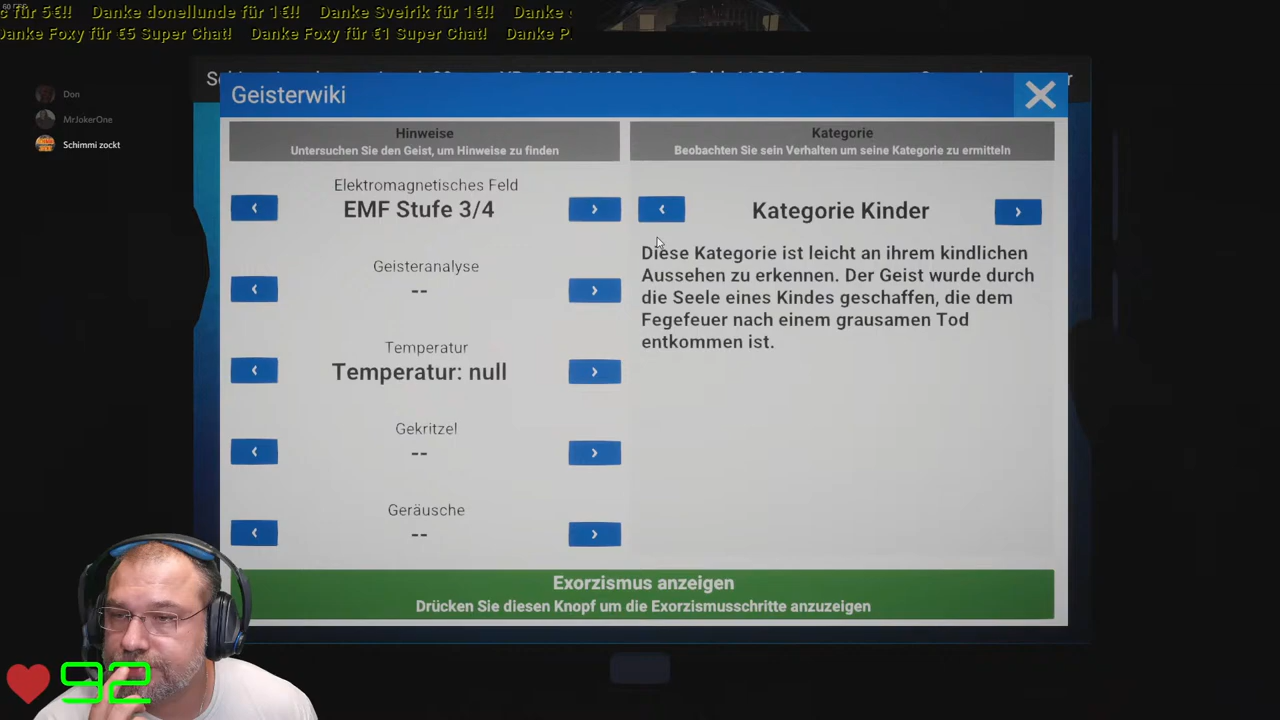 60 FPS
c für 5€!! Danke donellunde für 1€!! Danke Sveirik für 1€!! Danke
Danke Foxy für €5 Super Chat! Danke Foxy für €1 Super Chat! Danke P.
Don
MrJokerOne
Schimmi zockt
Geisterwiki
Hinweise
Untersuchen Sie den Geist, um Hinweise zu finden
Kategorie
Beobachten Sie sein Verhalten um seine Kategorie zu ermitteln
Elektromagnetisches Feld
EMF Stufe 3/4
Geisteranalyse
--
Temperatur
Temperatur: null
Gekritzel
--
Geräusche
--
Kategorie Kinder
Diese Kategorie ist leicht an ihrem kindlichen
Aussehen zu erkennen. Der Geist wurde durch
die Seele eines Kindes geschaffen, die dem
Fegefeuer nach einem grausamen Tod
entkommen ist.
Exorzismus anzeigen
Drücken Sie diesen Knopf um die Exorzismusschritte anzuzeigen
92